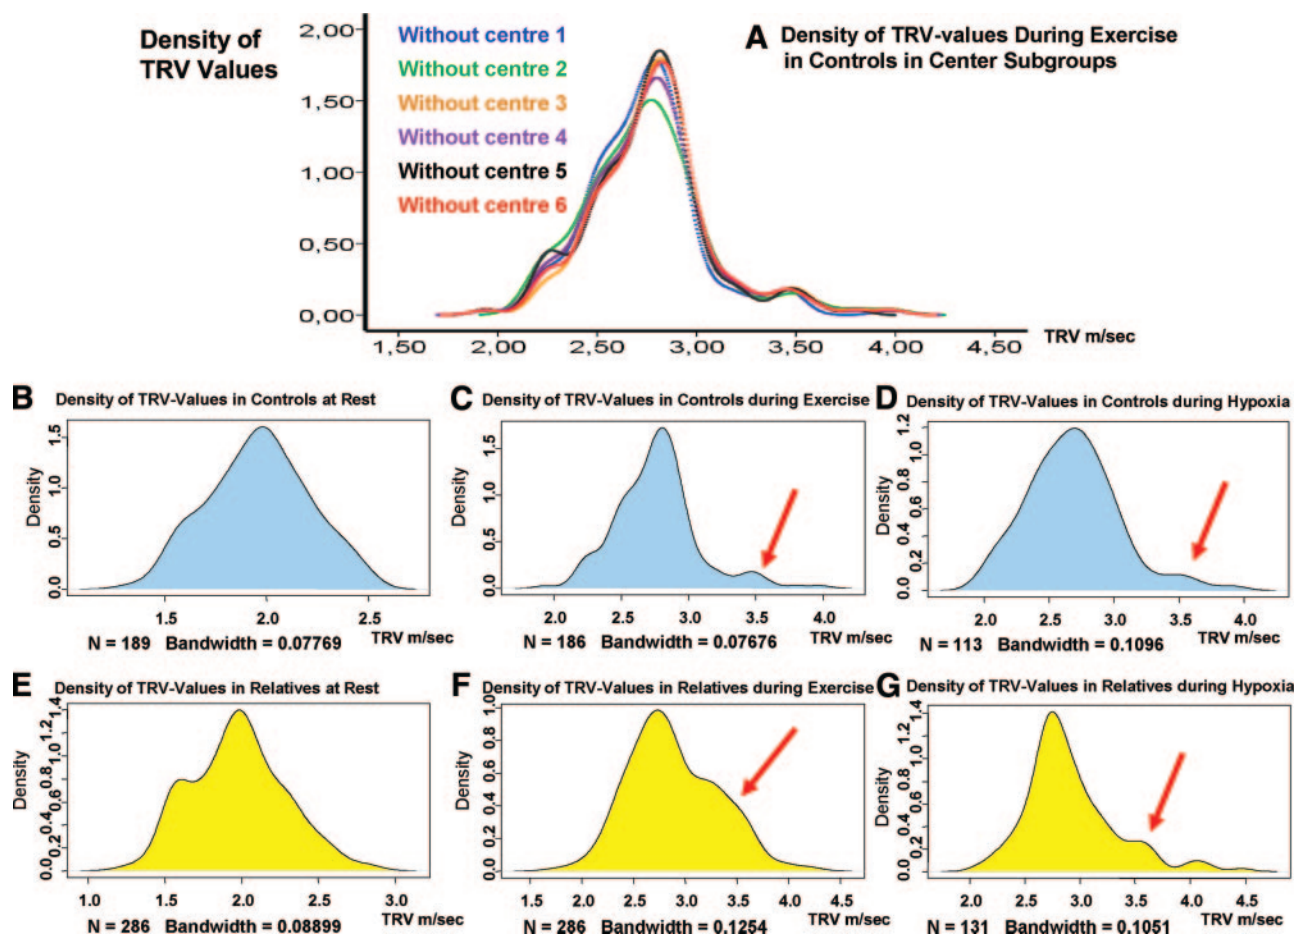 Density of
TRV Values
2,00
1,50
1,00
0,50
0,00
Without centre 1
Without centre 2
Without centre 3
Without centre 4
Without centre 5
Without centre 6
A Density of TRV-values During Exercise
in Controls in Center Subgroups
1,50 2,00 2,50 3,00 3,50 4,00 4,50
TRV m/sec
B Density of TRV-Values in Controls at Rest
Density
0.0 0.5 1.0 1.5
1.5 2.0 2.5
N = 189 Bandwidth = 0.07769 TRV m/sec
C Density of TRV-Values in Controls during Exercise
Density
0.0 0.5 1.0 1.5
2.0 2.5 3.0 3.5 4.0
N = 186 Bandwidth = 0.07676 TRV m/sec
D Density of TRV-Values in Controls during Hypoxia
Density
0.0 0.2 0.4 0.6 0.8 1.0 1.2
2.0 2.5 3.0 3.5 4.0
N = 113 Bandwidth = 0.1096 TRV m/sec
E Density of TRV-Values in Relatives at Rest
Density
0.0 0.2 0.4 0.6 0.8 1.0 1.2 1.4
1.0 1.5 2.0 2.5 3.0
N = 286 Bandwidth = 0.08899 TRV m/sec
F Density of TRV-Values in Relatives during Exercise
Density
0.0 0.2 0.4 0.6 0.8 1.0
1.5 2.0 2.5 3.0 3.5 4.0 4.5
N = 286 Bandwidth = 0.1254 TRV m/sec
G Density of TRV-Values in Relatives during Hypoxia
Density
0.0 0.2 0.4 0.6 0.8 1.0 1.2 1.4
2.0 2.5 3.0 3.5 4.0 4.5
N = 131 Bandwidth = 0.1051 TRV m/sec